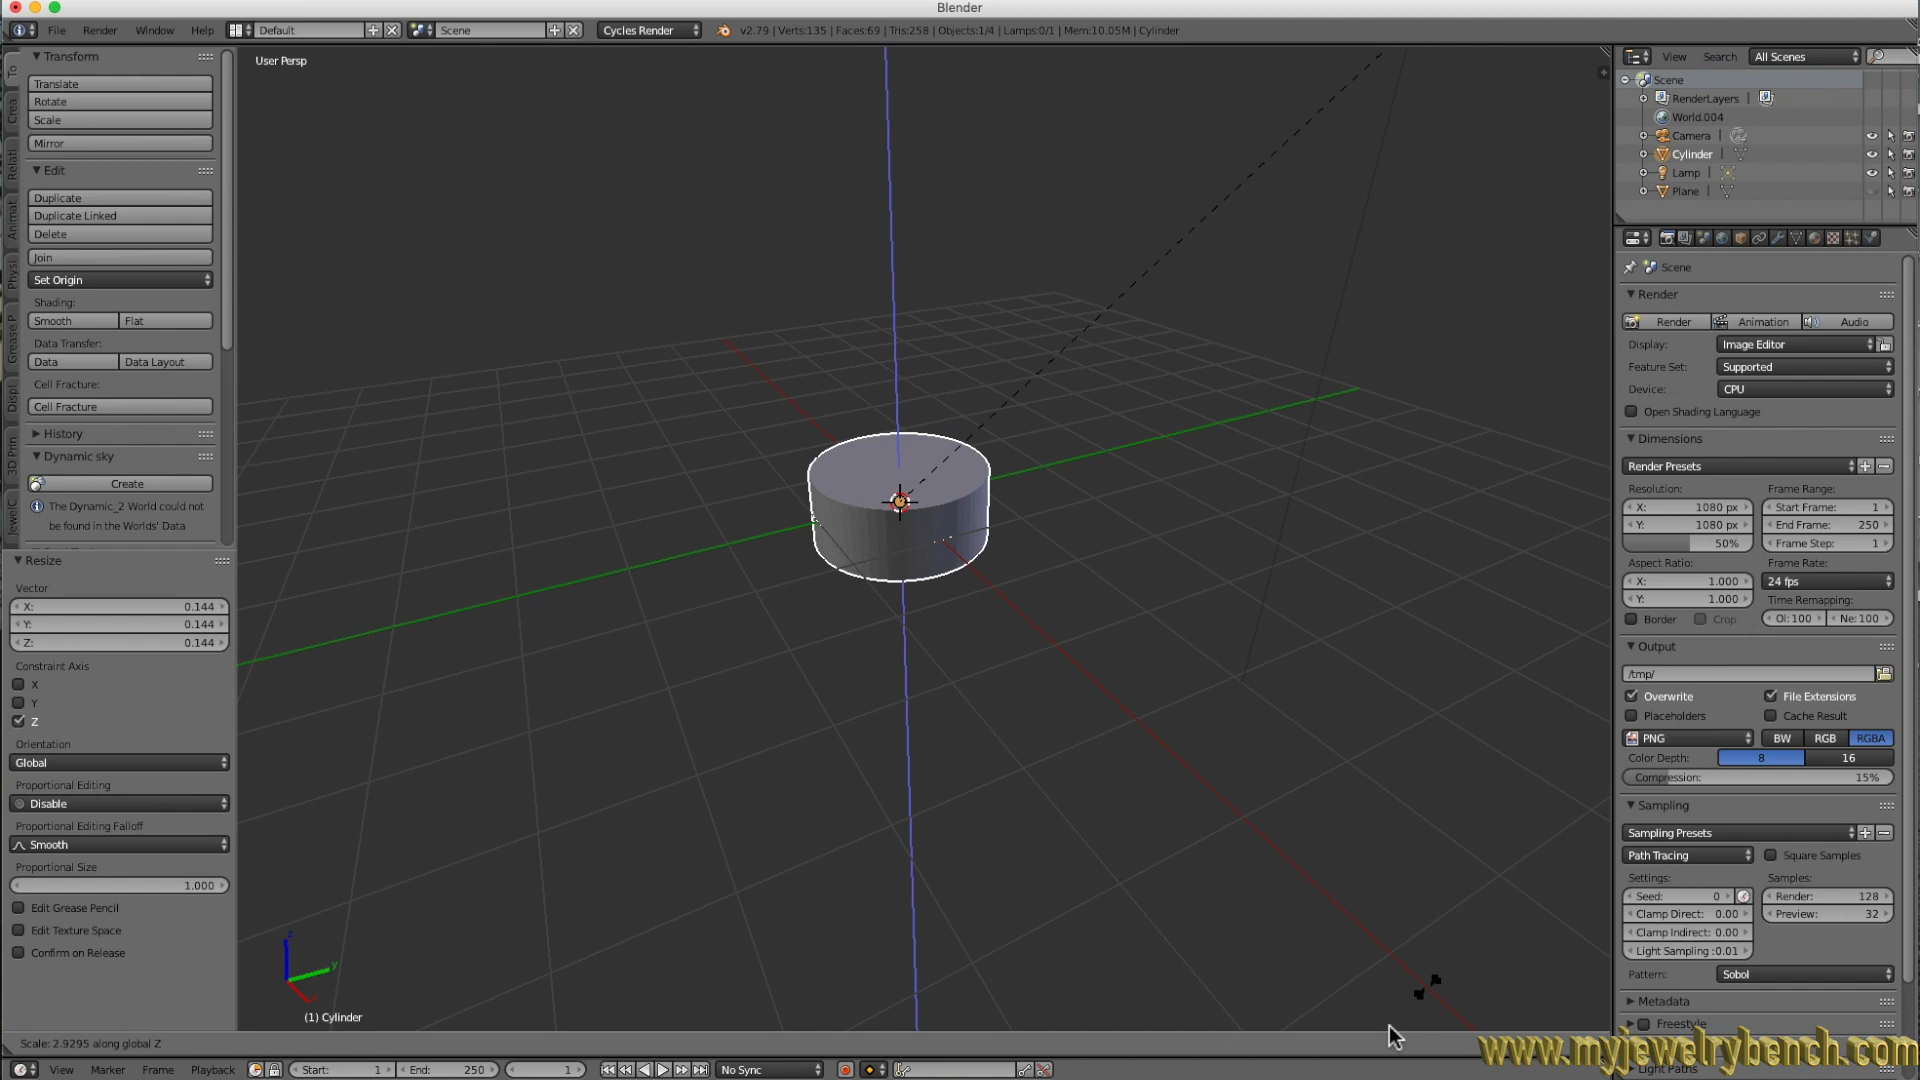 Blender
File Render Window Help Default Scene Cycles Render v2.79 | Verts:135 | Faces:69 | Tris:258 | Objects:1/4 | Lamps:0/1 | Mem:10.05M | Cylinder
Transform
Translate
Rotate
Scale
Mirror
Edit
Duplicate
Duplicate Linked
Delete
Join
Set Origin
Shading:
Smooth Flat
Data Transfer:
Data Data Layout
Cell Fracture:
Cell Fracture
History
Dynamic sky
Create
The Dynamic_2 World could not
be found in the Worlds' Data
To
Crea
Relati
Animat
Physi
Grease P
Displ
3D Prin
JewelC
Resize
Vector
X: 0.144
Y: 0.144
Z: 0.144
Constraint Axis
X
Y
Z
Orientation
Global
Proportional Editing
Disable
Proportional Editing Falloff
Smooth
Proportional Size
1.000
Edit Grease Pencil
Edit Texture Space
Confirm on Release
User Persp
z
y
x
(1) Cylinder
Scale: 2.9295 along global Z
View Marker Frame Playback Start: 1 End: 250 1 No Sync
View Search All Scenes
Scene
RenderLayers |
World.004
Camera |
Cylinder |
Lamp |
Plane |
Scene
Render
Render Animation Audio
Display: Image Editor
Feature Set: Supported
Device: CPU
Open Shading Language
Dimensions
Render Presets
Resolution: Frame Range:
X: 1080 px Start Frame: 1
Y: 1080 px End Frame: 250
50% Frame Step: 1
Aspect Ratio: Frame Rate:
X: 1.000 24 fps
Y: 1.000 Time Remapping:
Border Crop Ol:100 Ne:100
Output
/tmp/
Overwrite File Extensions
Placeholders Cache Result
PNG BW RGB RGBA
Color Depth: 8 16
Compression: 15%
Sampling
Sampling Presets
Path Tracing Square Samples
Settings: Samples:
Seed: 0 Render: 128
Clamp Direct: 0.00 Preview: 32
Clamp Indirect: 0.00
Light Sampling :0.01
Pattern: Sobol
Metadata
Freestyle
www.myjewelrybench.com
Light Paths